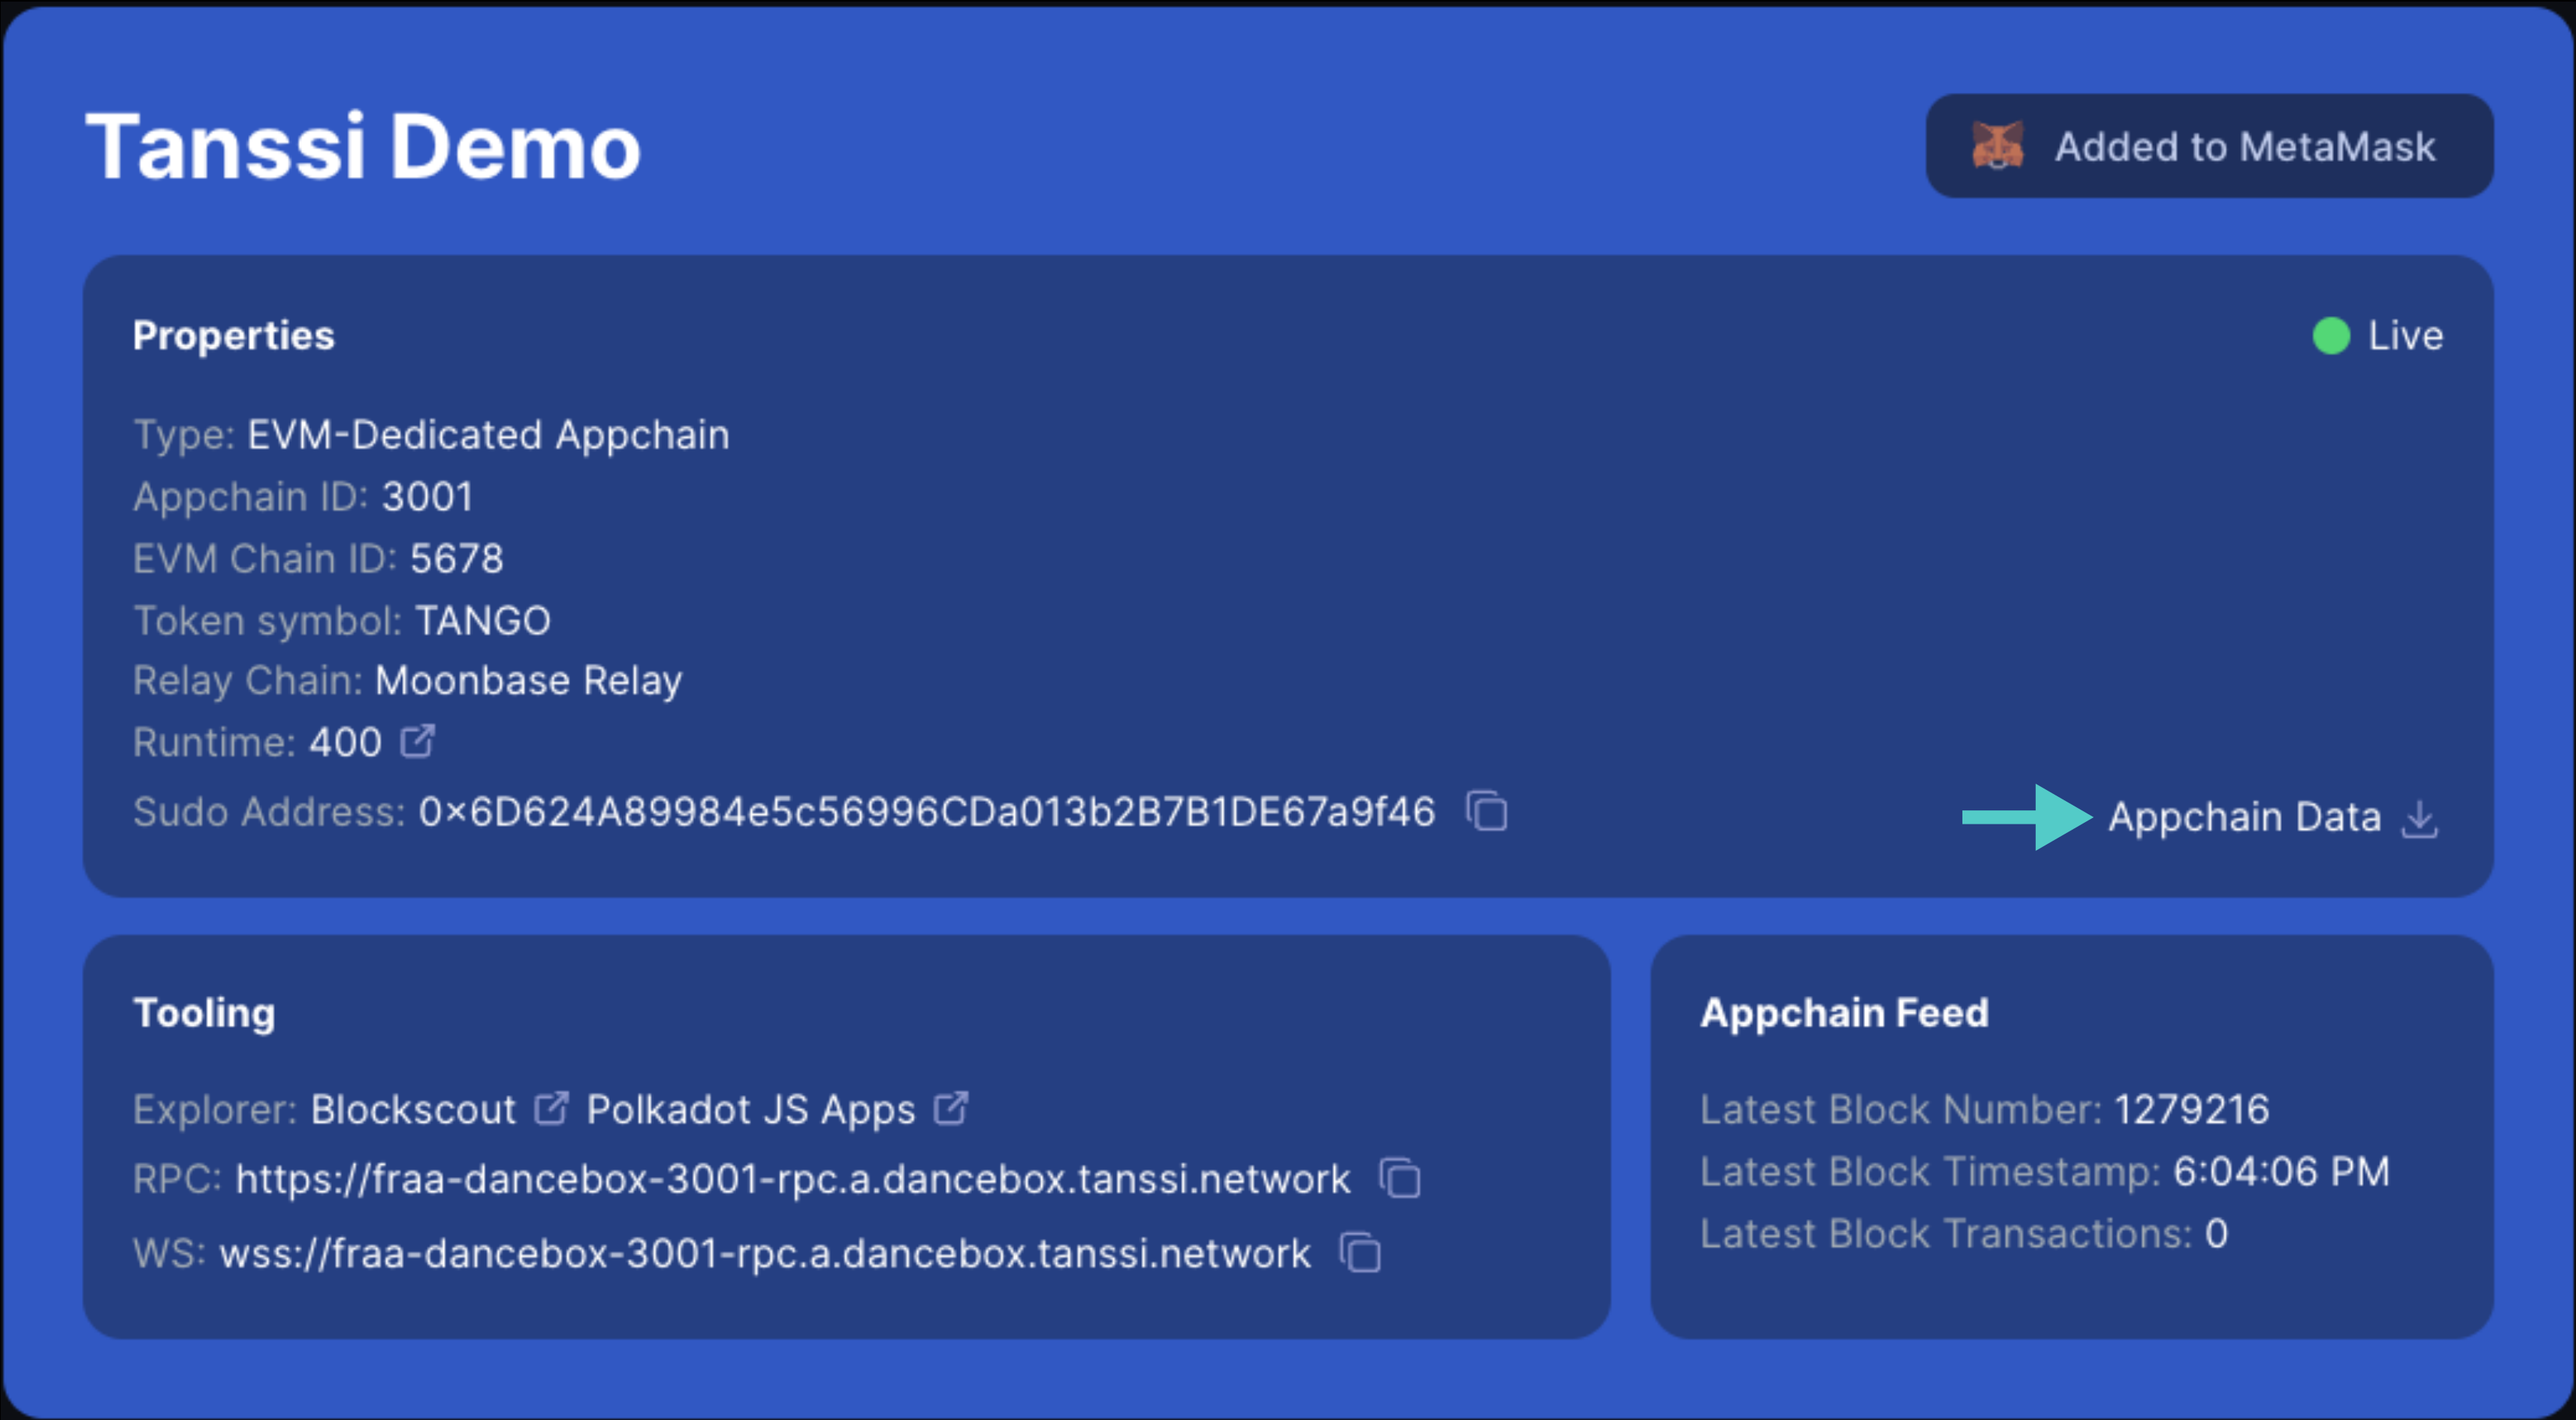 Tanssi Demo
Added to MetaMask
Properties
Live
Type: EVM-Dedicated Appchain
Appchain ID: 3001
EVM Chain ID: 5678
Token symbol: TANGO
Relay Chain: Moonbase Relay
Runtime: 400
Sudo Address: 0x6D624A89984e5c56996CDa013b2B7B1DE67a9f46
Appchain Data
Tooling
Explorer: Blockscout Polkadot JS Apps
RPC: https://fraa-dancebox-3001-rpc.a.dancebox.tanssi.network
WS: wss://fraa-dancebox-3001-rpc.a.dancebox.tanssi.network
Appchain Feed
Latest Block Number: 1279216
Latest Block Timestamp: 6:04:06 PM
Latest Block Transactions: 0